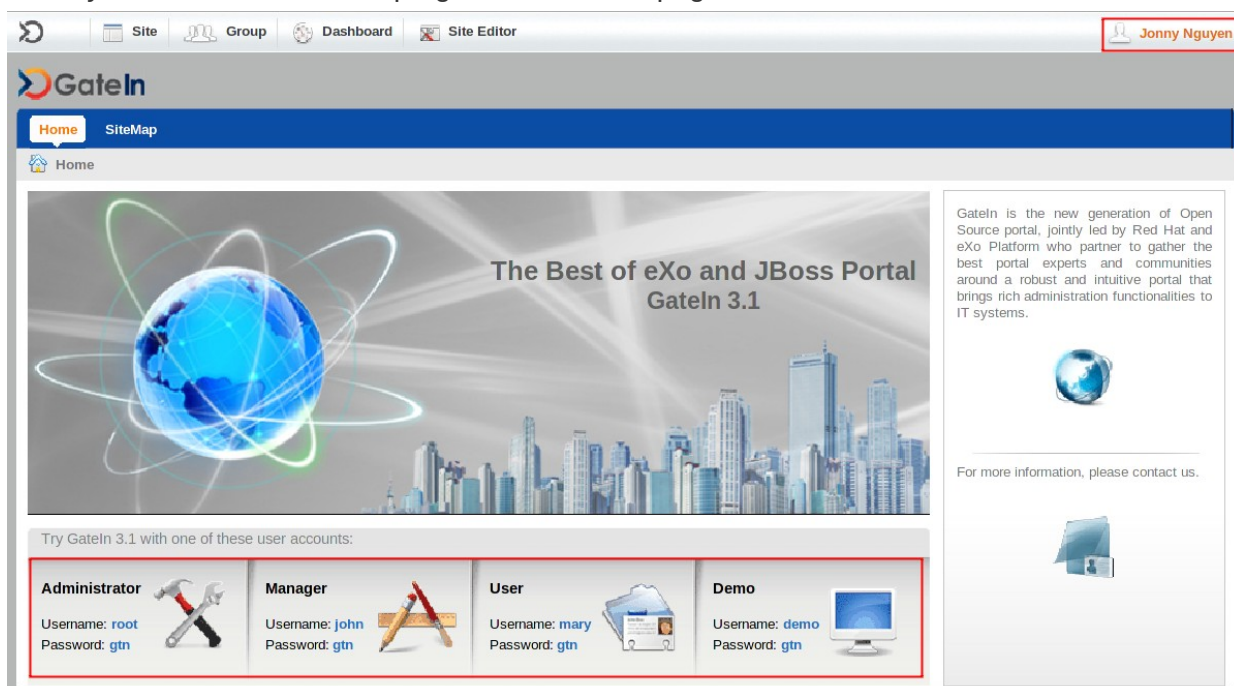 Site Group Dashboard Site Editor Jonny Nguyen
GateIn
Home SiteMap
Home
The Best of eXo and JBoss Portal
GateIn 3.1
GateIn is the new generation of Open
Source portal, jointly led by Red Hat and
eXo Platform who partner to gather the
best portal experts and communities
around a robust and intuitive portal that
brings rich administration functionalities to
IT systems.
For more information, please contact us.
Try GateIn 3.1 with one of these user accounts:
Administrator
Username: root
Password: gtn
Manager
Username: john
Password: gtn
User
Username: mary
Password: gtn
Demo
Username: demo
Password: gtn